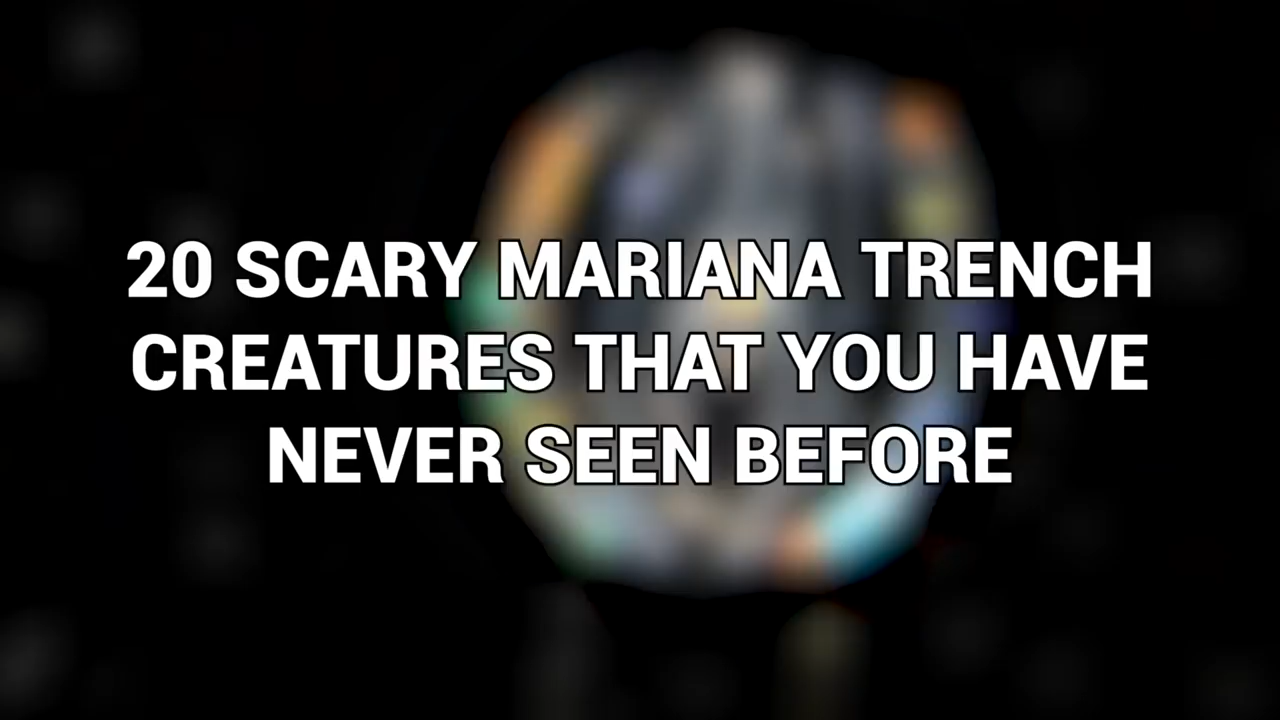 20 SCARY MARIANA TRENCH
CREATURES THAT YOU HAVE
NEVER SEEN BEFORE